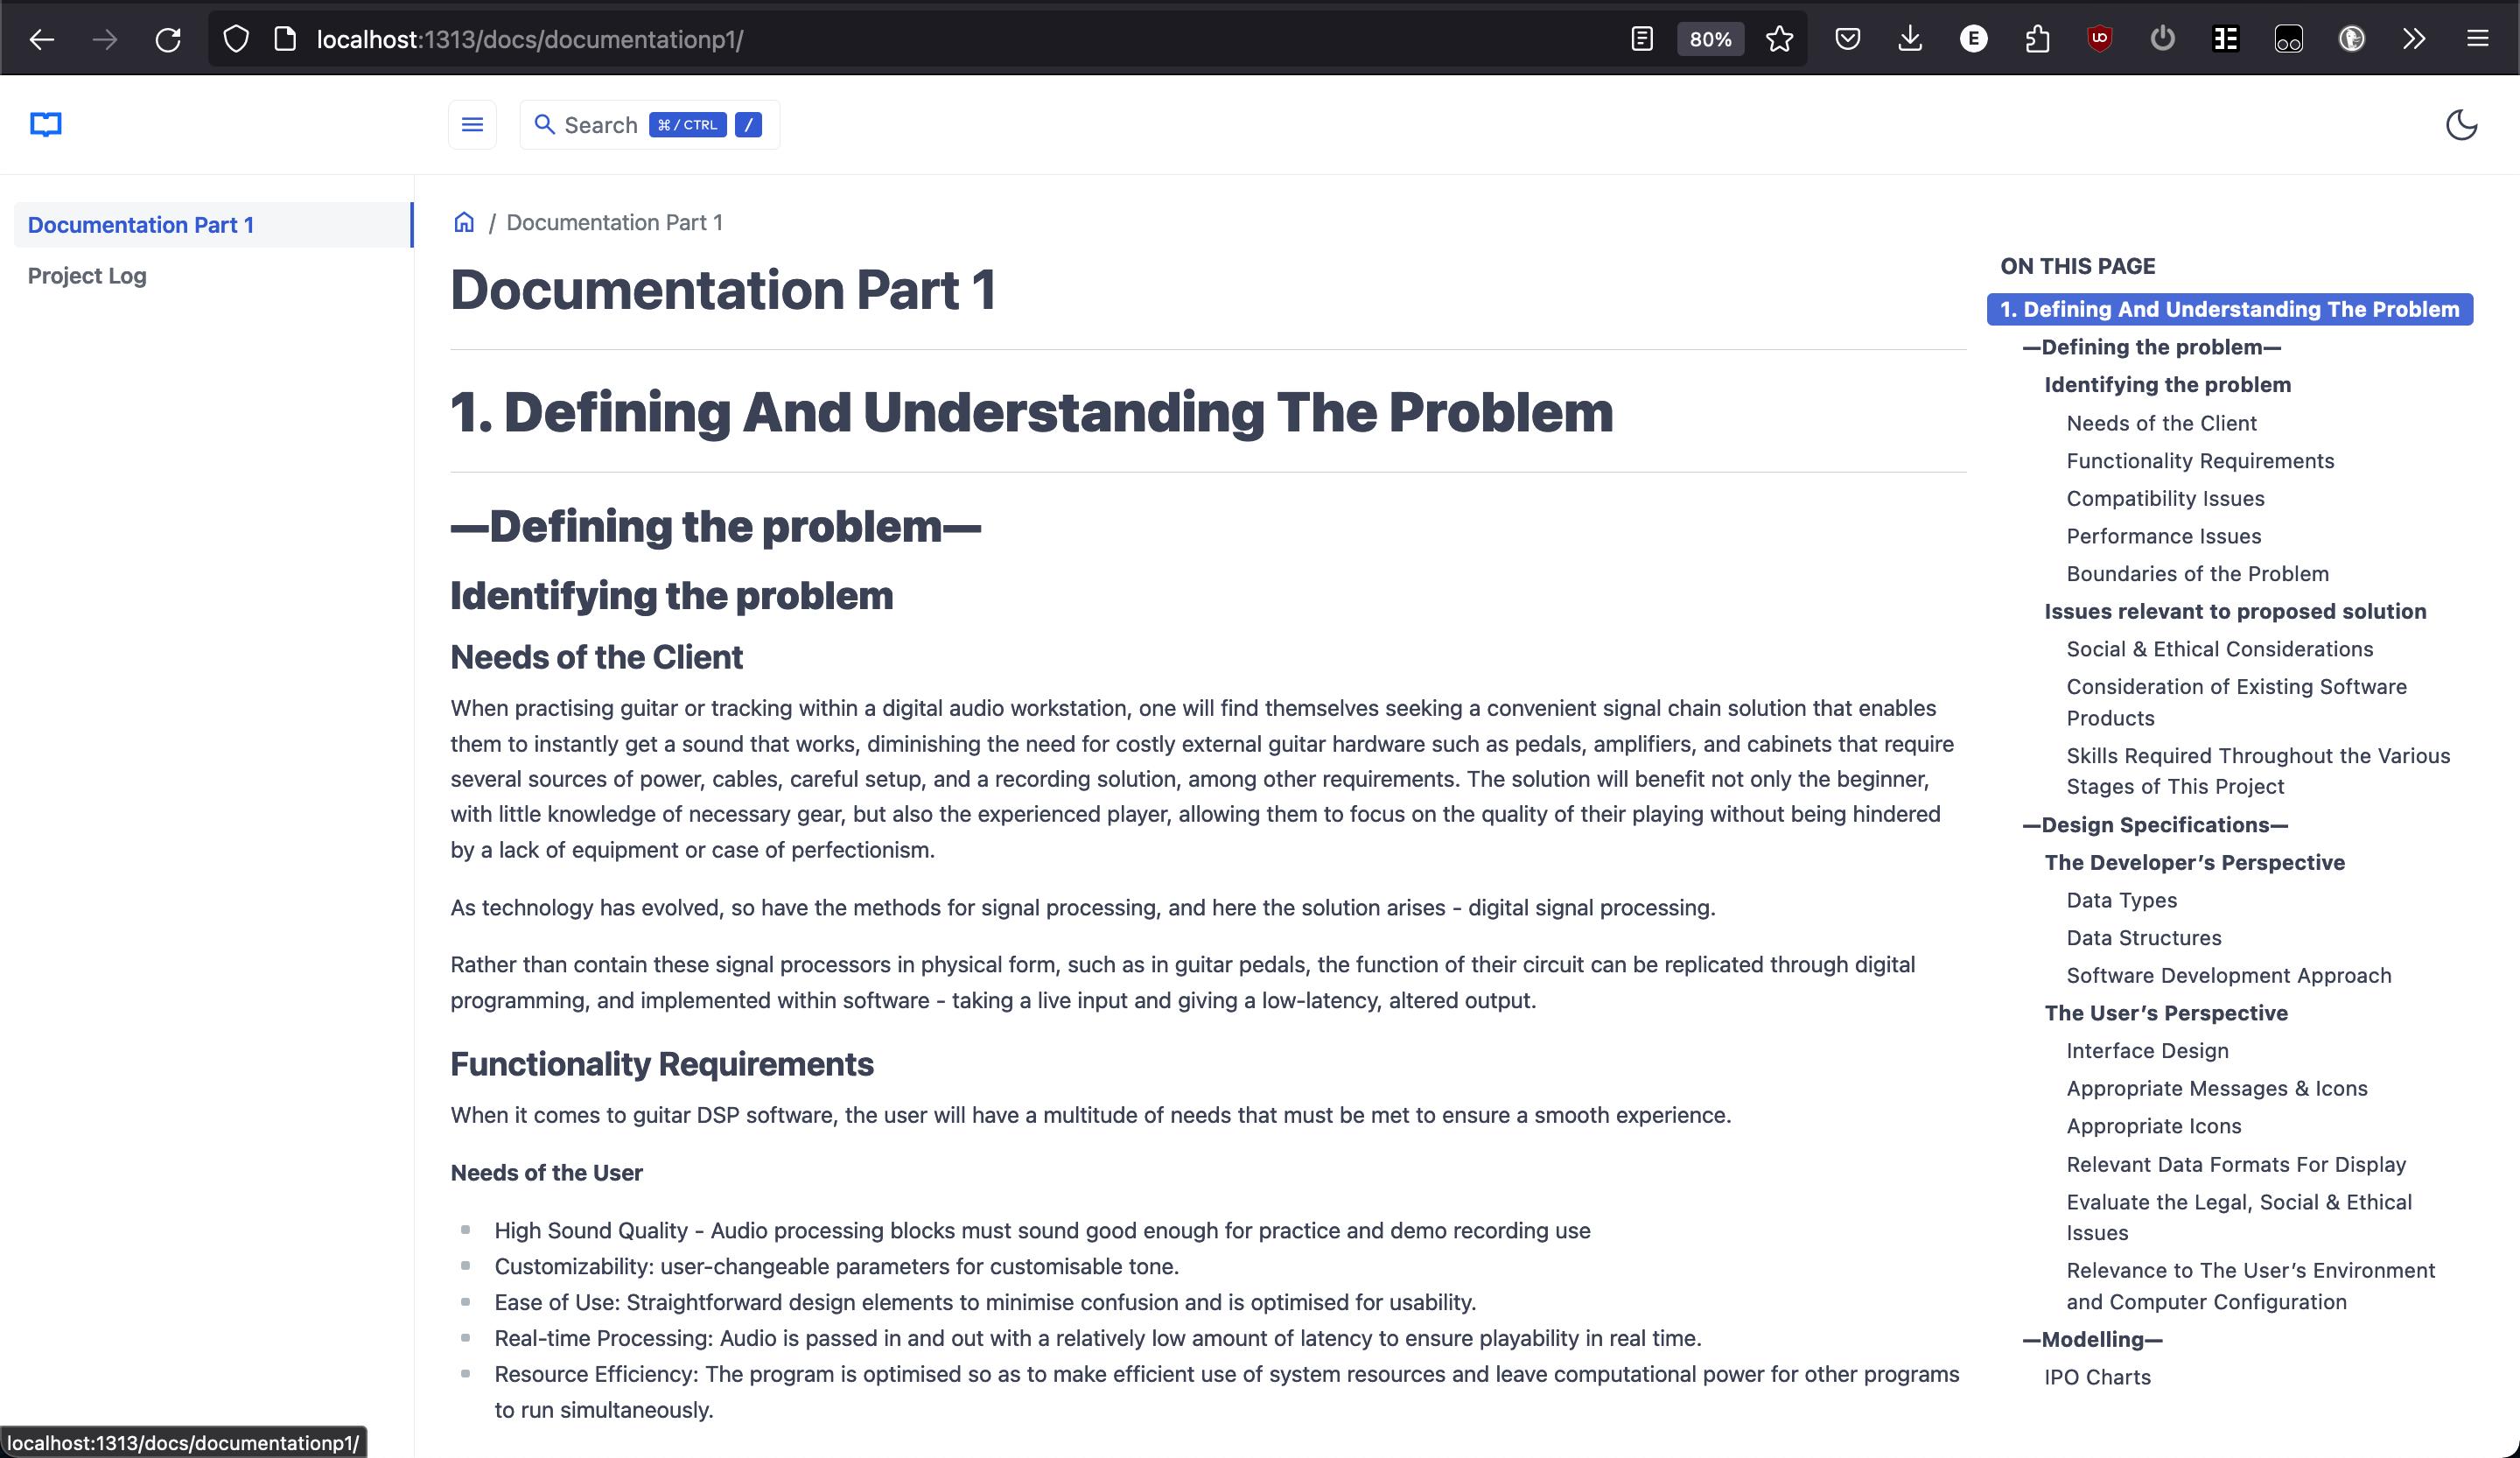 localhost:1313/docs/documentationp1/
80%
E
UO
Search ⌘ / CTRL /
Documentation Part 1
Project Log
/ Documentation Part 1
Documentation Part 1
1. Defining And Understanding The Problem
—Defining the problem—
Identifying the problem
Needs of the Client
When practising guitar or tracking within a digital audio workstation, one will find themselves seeking a convenient signal chain solution that enables
them to instantly get a sound that works, diminishing the need for costly external guitar hardware such as pedals, amplifiers, and cabinets that require
several sources of power, cables, careful setup, and a recording solution, among other requirements. The solution will benefit not only the beginner,
with little knowledge of necessary gear, but also the experienced player, allowing them to focus on the quality of their playing without being hindered
by a lack of equipment or case of perfectionism.
As technology has evolved, so have the methods for signal processing, and here the solution arises - digital signal processing.
Rather than contain these signal processors in physical form, such as in guitar pedals, the function of their circuit can be replicated through digital
programming, and implemented within software - taking a live input and giving a low-latency, altered output.
Functionality Requirements
When it comes to guitar DSP software, the user will have a multitude of needs that must be met to ensure a smooth experience.
Needs of the User
High Sound Quality - Audio processing blocks must sound good enough for practice and demo recording use
Customizability: user-changeable parameters for customisable tone.
Ease of Use: Straightforward design elements to minimise confusion and is optimised for usability.
Real-time Processing: Audio is passed in and out with a relatively low amount of latency to ensure playability in real time.
Resource Efficiency: The program is optimised so as to make efficient use of system resources and leave computational power for other programs
to run simultaneously.
ON THIS PAGE
1. Defining And Understanding The Problem
—Defining the problem—
Identifying the problem
Needs of the Client
Functionality Requirements
Compatibility Issues
Performance Issues
Boundaries of the Problem
Issues relevant to proposed solution
Social & Ethical Considerations
Consideration of Existing Software
Products
Skills Required Throughout the Various
Stages of This Project
—Design Specifications—
The Developer’s Perspective
Data Types
Data Structures
Software Development Approach
The User’s Perspective
Interface Design
Appropriate Messages & Icons
Appropriate Icons
Relevant Data Formats For Display
Evaluate the Legal, Social & Ethical
Issues
Relevance to The User’s Environment
and Computer Configuration
—Modelling—
IPO Charts
localhost:1313/docs/documentationp1/